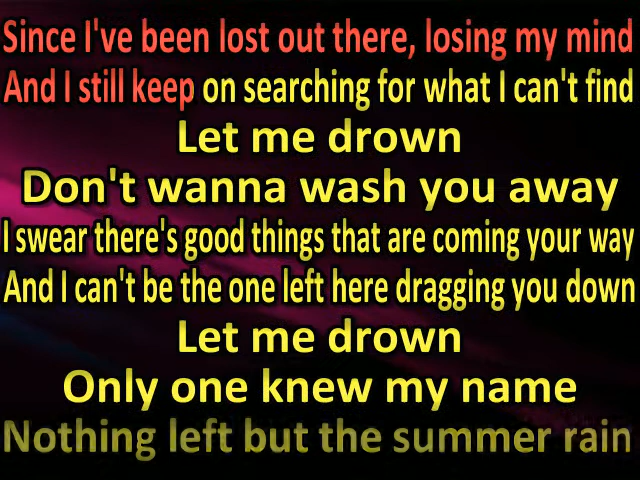 Since I've been lost out there, losing my mind
And I still keep on searching for what I can't find
Let me drown
Don't wanna wash you away
I swear there's good things that are coming your way
And I can't be the one left here dragging you down
Let me drown
Only one knew my name
Nothing left but the summer rain